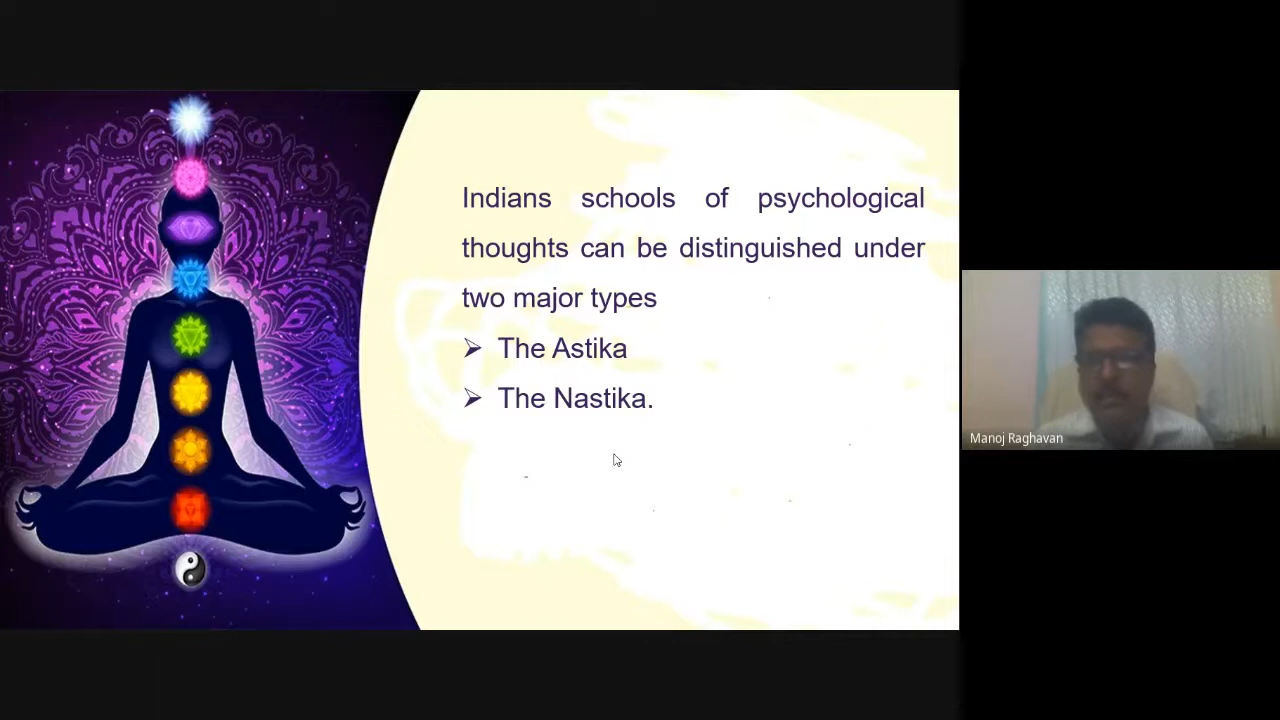 Indians schools of psychological
thoughts can be distinguished under
two major types
The Astika
The Nastika.
Manoj Raghavan